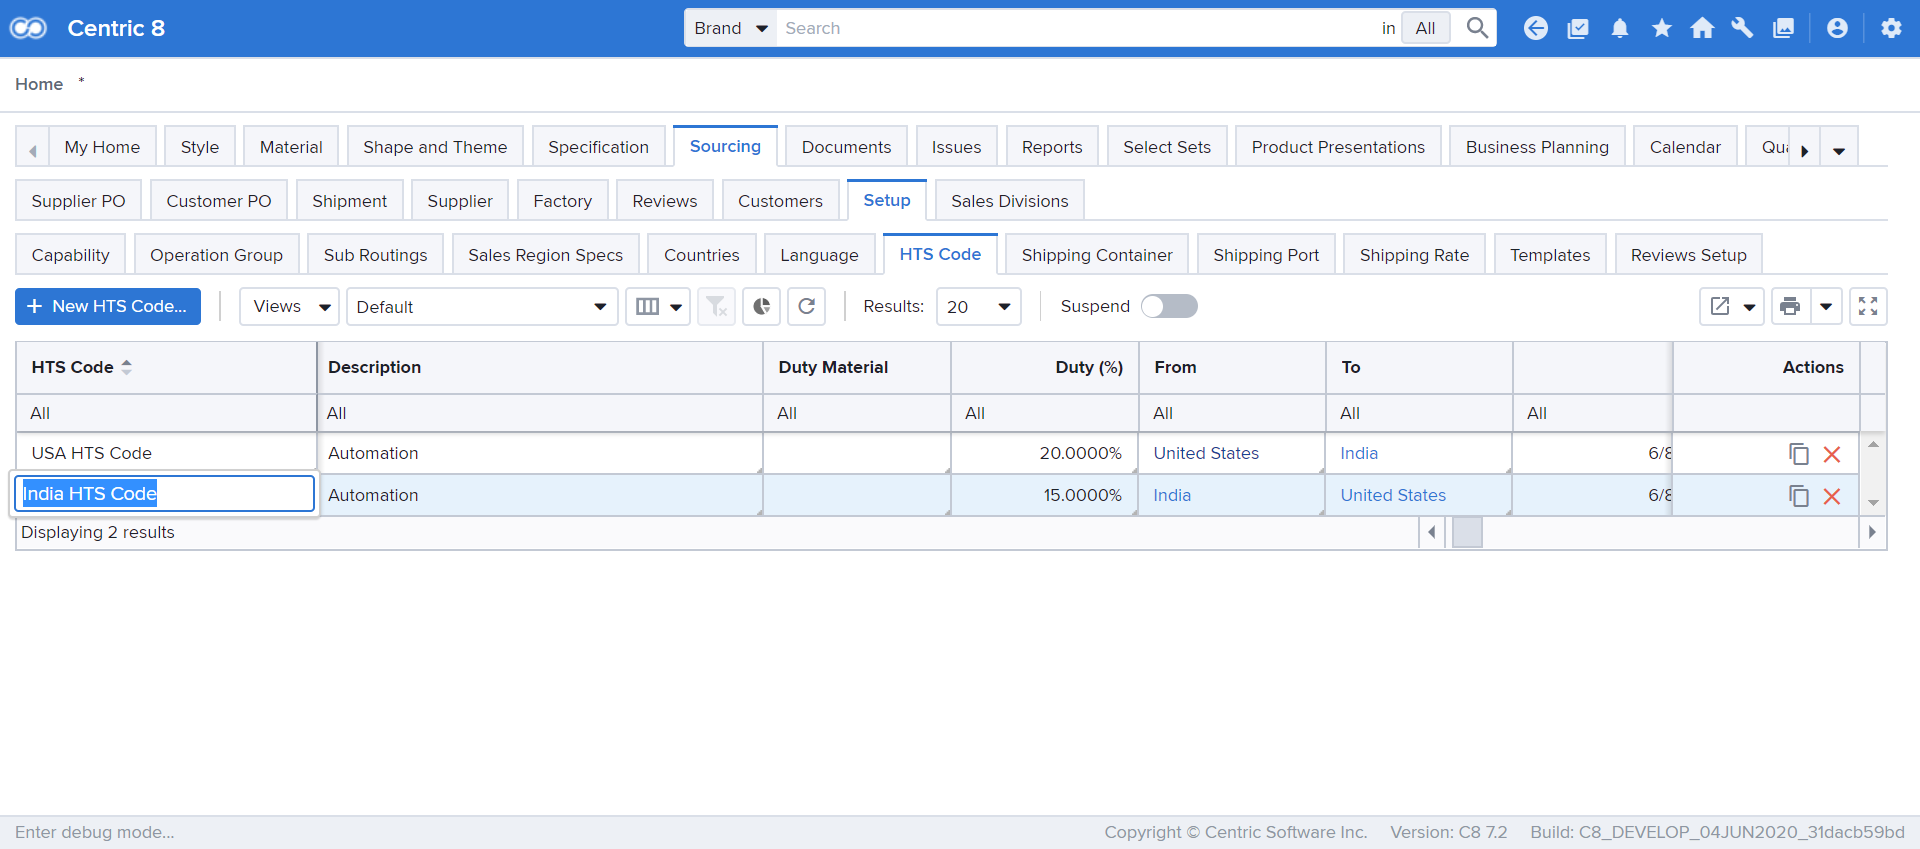 Centric 8
Brand Search in All
Home *
My Home Style Material Shape and Theme Specification Sourcing Documents Issues Reports Select Sets Product Presentations Business Planning Calendar
Supplier PO Customer PO Shipment Supplier Factory Reviews Customers Setup Sales Divisions
Capability Operation Group Sub Routings Sales Region Specs Countries Language HTS Code Shipping Container Shipping Port Shipping Rate Templates Reviews Setup
+ New HTS Code... Views Default Results: 20 Suspend
HTS Code Description Duty Material Duty (%) From To Actions
All All All All All All All
USA HTS Code Automation 20.0000% United States India 6/8
India HTS Code Automation 15.0000% India United States 6/8
Displaying 2 results
Enter debug mode... Copyright © Centric Software Inc. Version: C8 7.2 Build: C8_DEVELOP_04JUN2020_31dacb59bd